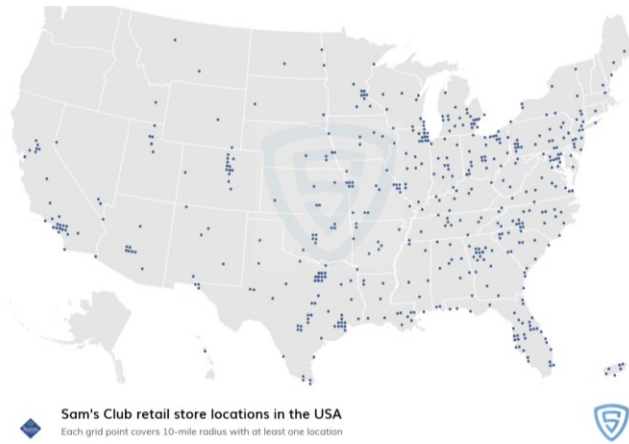 Sam's Club retail store locations in the USA
Each grid point covers 10-mile radius with at least one location